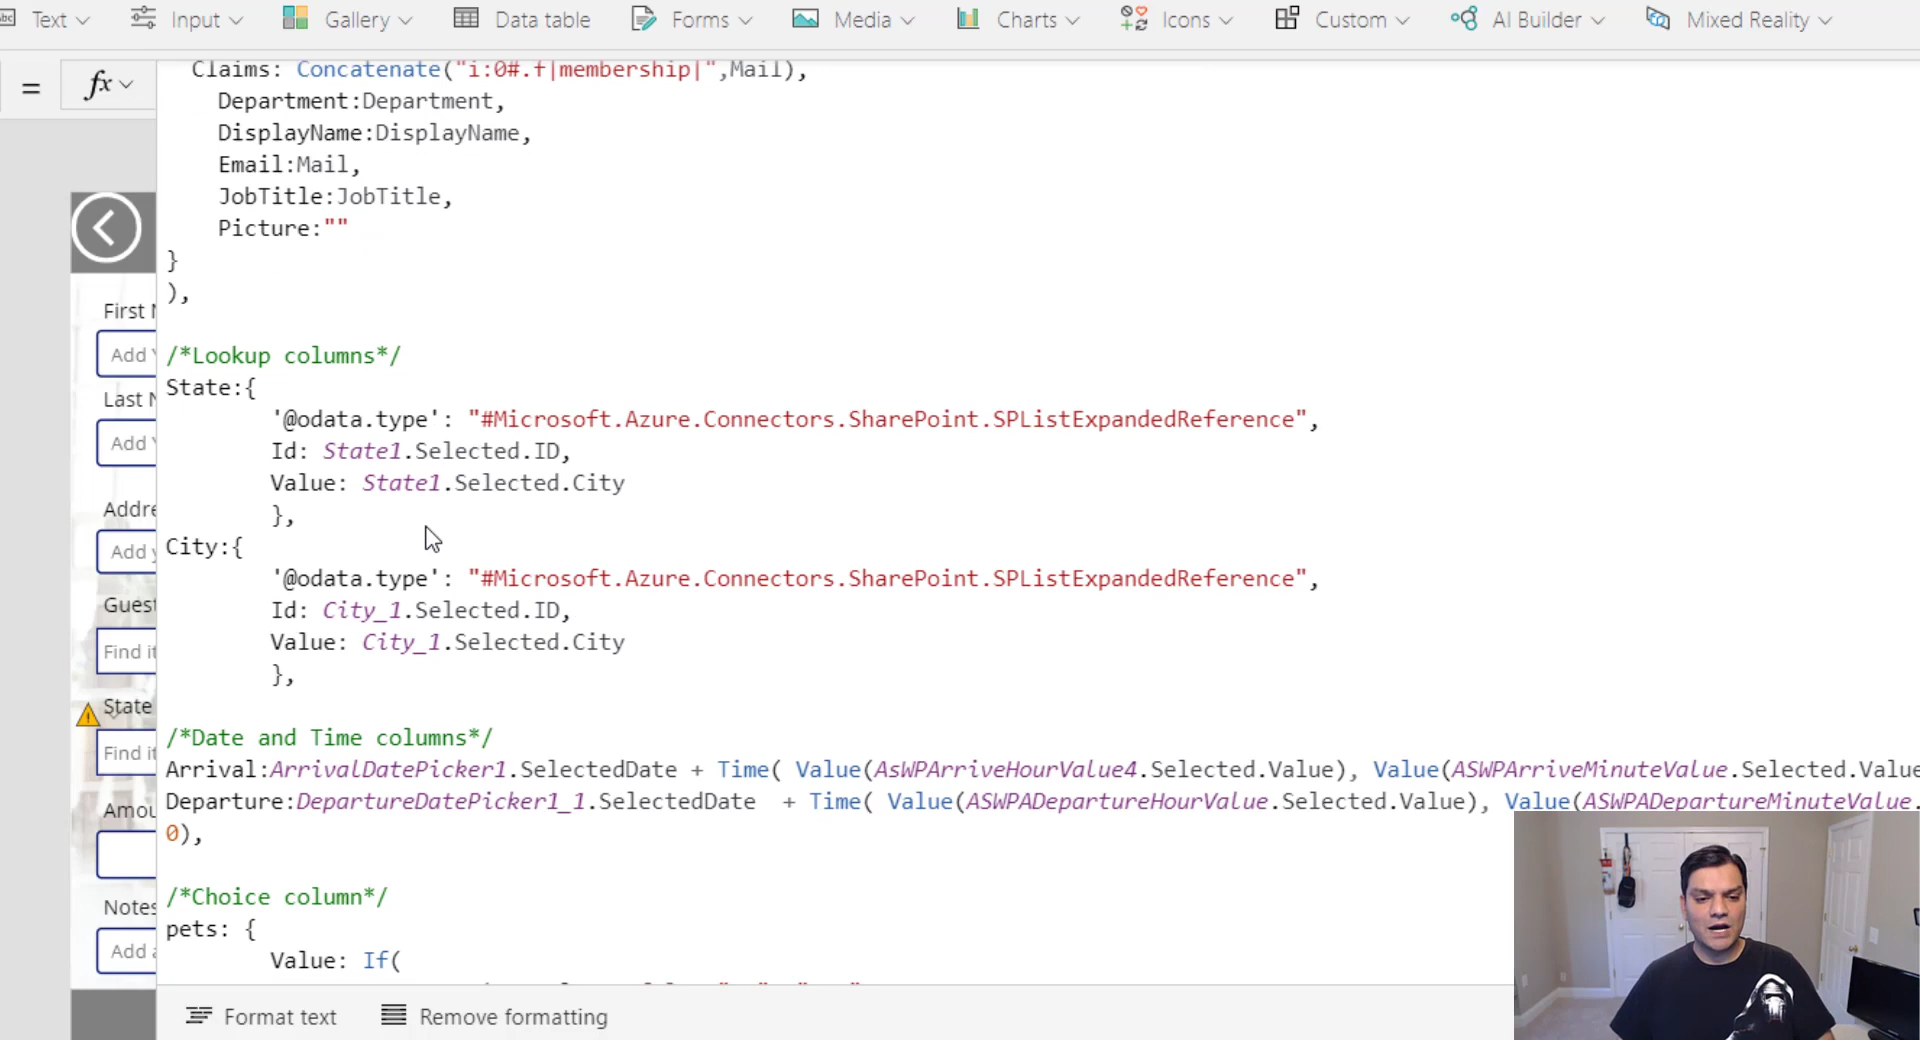 Text Input Gallery Data table Forms Media Charts Icons Custom AI Builder Mixed Reality
= fx
Claims: Concatenate("i:0#.f|membership|",Mail),
Department:Department,
DisplayName:DisplayName,
Email:Mail,
JobTitle:JobTitle,
Picture:""
}
),
First
Add
/*Lookup columns*/
State:{
Last
'@odata.type': "#Microsoft.Azure.Connectors.SharePoint.SPListExpandedReference",
Add
Id: State1.Selected.ID,
Value: State1.Selected.City
},
Addre
Add
City:{
'@odata.type': "#Microsoft.Azure.Connectors.SharePoint.SPListExpandedReference",
Guest
Id: City_1.Selected.ID,
Value: City_1.Selected.City
Find
},
State
/*Date and Time columns*/
Find
Arrival:ArrivalDatePicker1.SelectedDate + Time( Value(AsWPArriveHourValue4.Selected.Value), Value(ASWPArriveMinuteValue.Selected.Value
Departure:DepartureDatePicker1_1.SelectedDate + Time( Value(ASWPADepartureHourValue.Selected.Value), Value(ASWPADepartureMinuteValue.
Amou
0),
/*Choice column*/
Notes
pets: {
Add
Value: If(
Format text Remove formatting